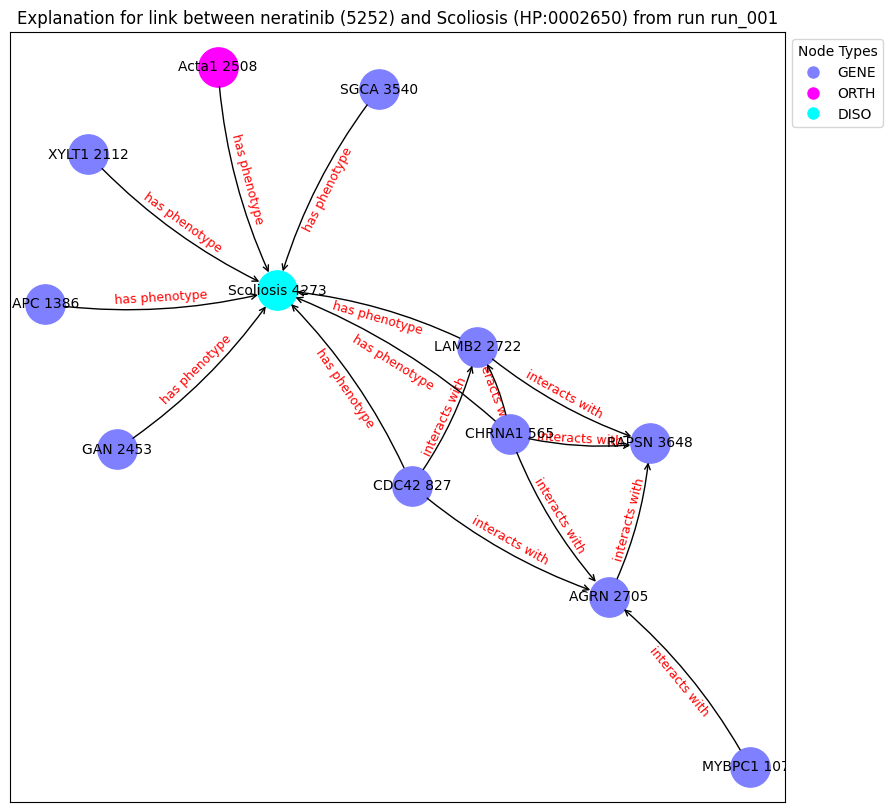 Explanation for link between neratinib (5252) and Scoliosis (HP:0002650) from run run_001
Node Types
GENE
ORTH
DISO
Acta1 2508
SGCA 3540
XYLT1 2112
has phenotype
has phenotype
has phenotype
Scoliosis 4273
APC 1386
has phenotype
has phenotype
has phenotype
has phenotype
has phenotype
LAMB2 2722
interacts with
interacts with
CHRNA1 565
interacts with
RAPSN 3648
GAN 2453
interacts with
CDC42 827
interacts with
interacts with
interacts with
AGRN 2705
interacts with
MYBPC1 107